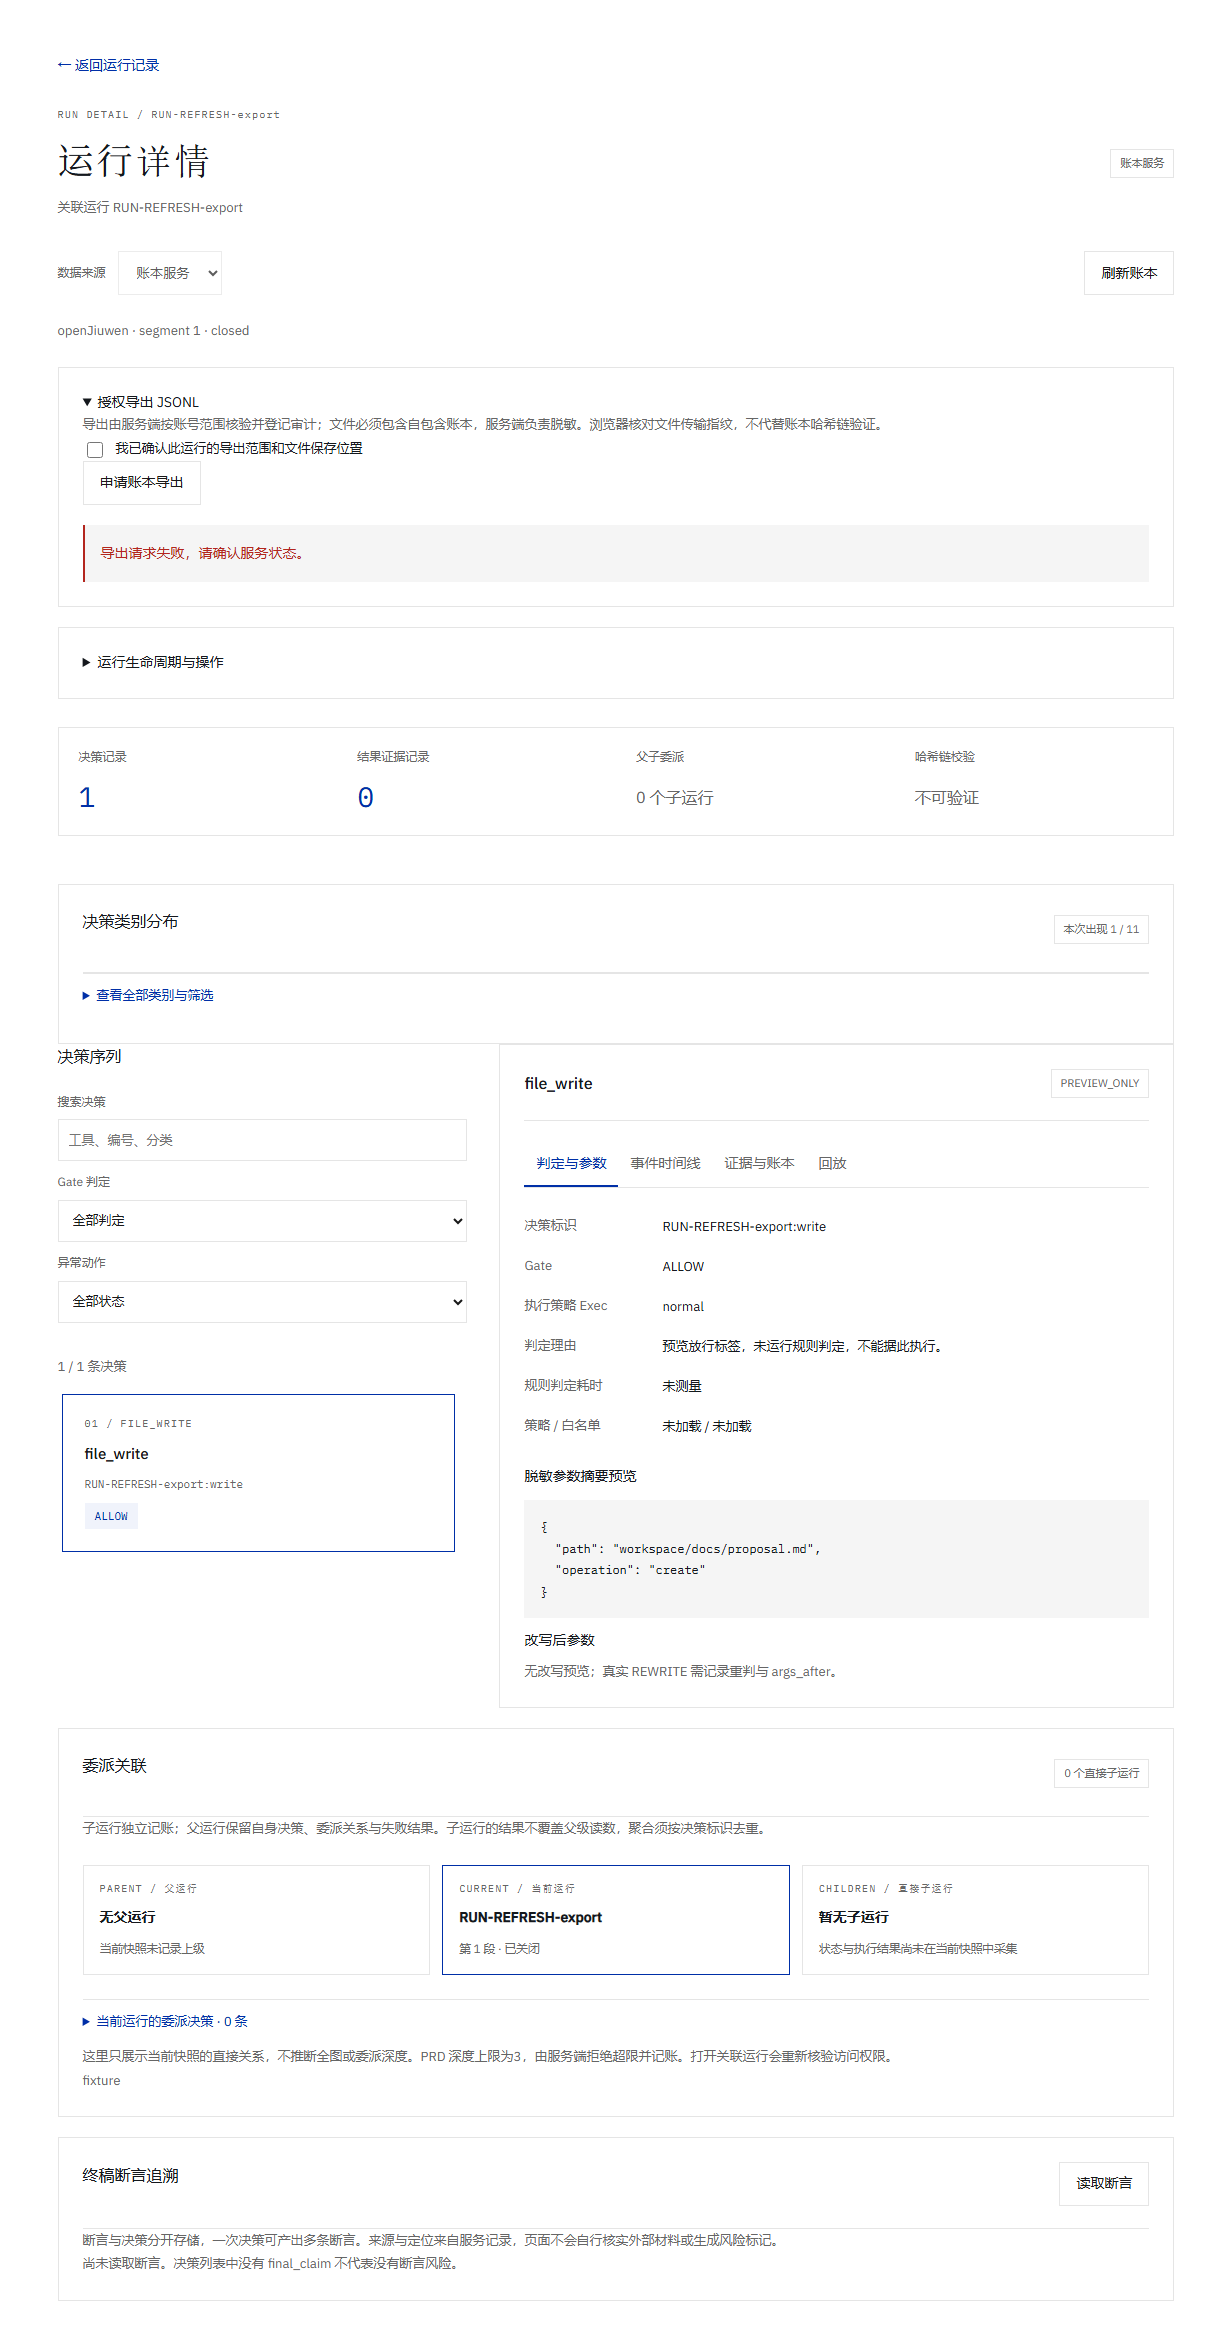 ← 返回运行记录
RUN DETAIL / RUN-REFRESH-export
运行详情
账本服务
关联运行 RUN-REFRESH-export
数据来源
账本服务
刷新账本
openJiuwen · segment 1 · closed
▼ 授权导出 JSONL
导出由服务端按账号范围核验并登记审计；文件必须包含自包含账本，服务端负责脱敏。浏览器核对文件传输指纹，不代替账本哈希链验证。
我已确认此运行的导出范围和文件保存位置
申请账本导出
导出请求失败，请确认服务状态。
▶ 运行生命周期与操作
决策记录
1
结果证据记录
0
父子委派
0 个子运行
哈希链校验
不可验证
决策类别分布
本次出现 1 / 11
▶ 查看全部类别与筛选
决策序列
搜索决策
工具、编号、分类
Gate 判定
全部判定
异常动作
全部状态
1 / 1 条决策
01 / FILE_WRITE
file_write
RUN-REFRESH-export:write
ALLOW
file_write
PREVIEW_ONLY
判定与参数
事件时间线
证据与账本
回放
决策标识
RUN-REFRESH-export:write
Gate
ALLOW
执行策略 Exec
normal
判定理由
预览放行标签，未运行规则判定，不能据此执行。
规则判定耗时
未测量
策略 / 白名单
未加载 / 未加载
脱敏参数摘要预览
{
"path": "workspace/docs/proposal.md",
"operation": "create"
}
改写后参数
无改写预览；真实 REWRITE 需记录重判与 args_after。
委派关联
0 个直接子运行
子运行独立记账；父运行保留自身决策、委派关系与失败结果。子运行的结果不覆盖父级读数，聚合须按决策标识去重。
PARENT / 父运行
无父运行
当前快照未记录上级
CURRENT / 当前运行
RUN-REFRESH-export
第 1 段 · 已关闭
CHILDREN / 直接子运行
暂无子运行
状态与执行结果尚未在当前快照中采集
▶ 当前运行的委派决策 · 0 条
这里只展示当前快照的直接关系，不推断全图或委派深度。PRD 深度上限为3，由服务端拒绝超限并记账。打开关联运行会重新核验访问权限。
fixture
终稿断言追溯
读取断言
断言与决策分开存储，一次决策可产出多条断言。来源与定位来自服务记录，页面不会自行核实外部材料或生成风险标记。
尚未读取断言。决策列表中没有 final_claim 不代表没有断言风险。